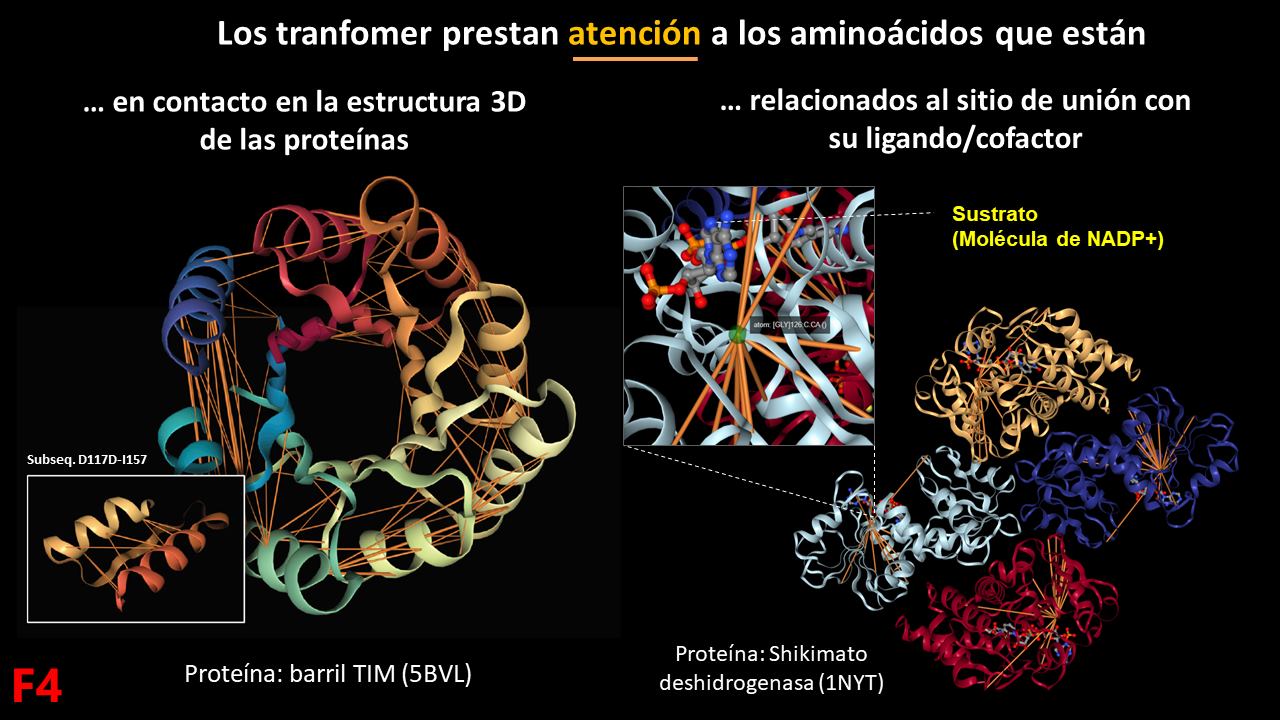 Los tranfomer prestan atención a los aminoácidos que están
... en contacto en la estructura 3D
de las proteínas
... relacionados al sitio de unión con
su ligando/cofactor
Sustrato
(Molécula de NADP+)
atom: [GLY]126:C.CA ()
Subseq. D117D-I157
Proteína: barril TIM (5BVL)
Proteína: Shikimato
deshidrogenasa (1NYT)
F4